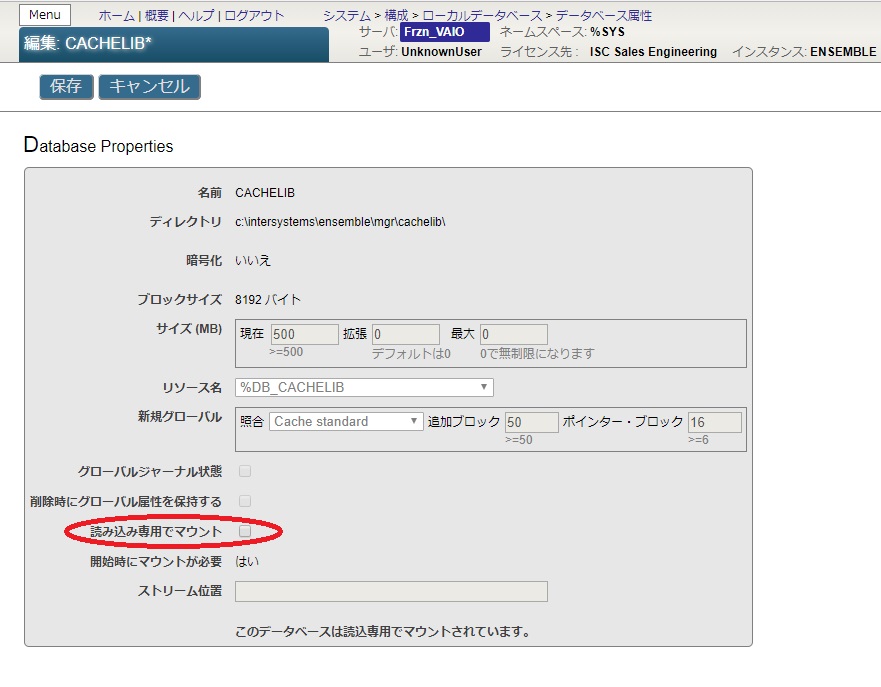 Menu ホーム | 概要 | ヘルプ | ログアウト システム > 構成 > ローカルデータベース > データベース属性
編集: CACHELIB* サーバ: Frzn_VAIO ネームスペース: %SYS
ユーザ: UnknownUser ライセンス先 : ISC Sales Engineering インスタンス: ENSEMBLE
保存 キャンセル
Database Properties
名前 CACHELIB
ディレクトリ c:\intersystems\ensemble\mgr\cachelib\
暗号化 いいえ
ブロックサイズ 8192 バイト
サイズ (MB) 現在 500 拡張 0 最大 0
>=500 デフォルトは0 0で無制限になります
リソース名 %DB_CACHELIB
新規グローバル 照合 Cache standard 追加ブロック 50 ポインター・ブロック 16
>=50 >=6
グローバルジャーナル状態
削除時にグローバル属性を保持する
読み込み専用でマウント
開始時にマウントが必要 はい
ストリーム位置
このデータベースは読込専用でマウントされています。